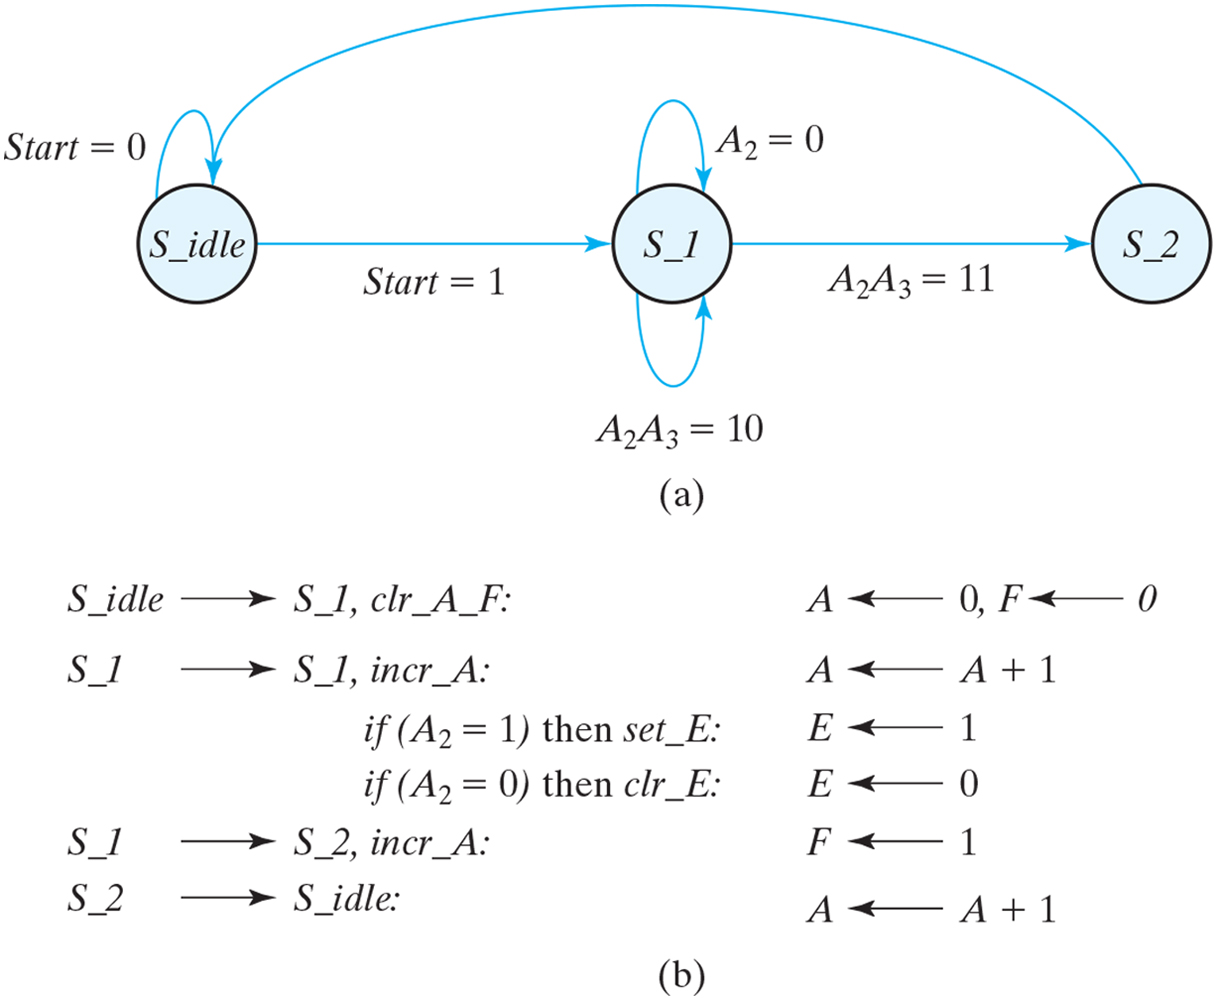 Start = 0
A₂ = 0
S_idle
S_1
S_2
Start = 1
A₂A₃ = 11
A₂A₃ = 10
(a)
S_idle ⟶ S_1, clr_A_F: A ⟵ 0, F ⟵ 0
S_1 ⟶ S_1, incr_A: A ⟵ A + 1
if (A₂ = 1) then set_E: E ⟵ 1
if (A₂ = 0) then clr_E: E ⟵ 0
S_1 ⟶ S_2, incr_A: F ⟵ 1
S_2 ⟶ S_idle: A ⟵ A + 1
(b)